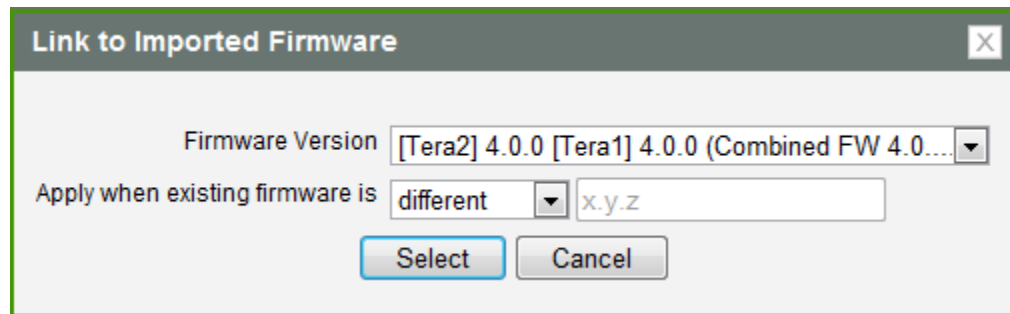 Link to Imported Firmware X
Firmware Version [Tera2] 4.0.0 [Tera1] 4.0.0 (Combined FW 4.0....
Apply when existing firmware is different x.y.z
Select Cancel